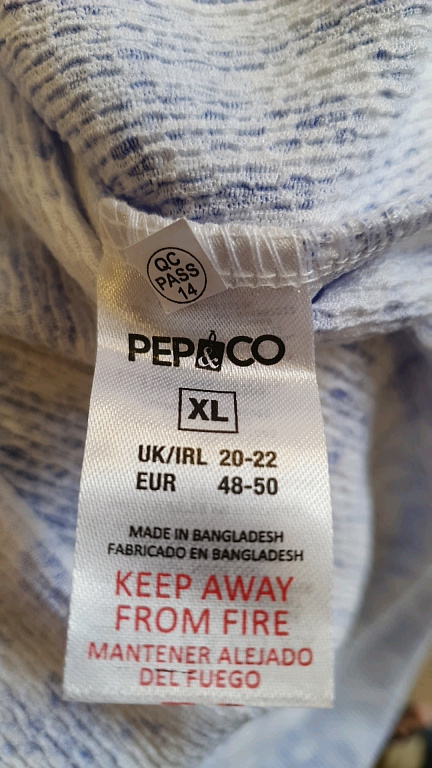 QC
PASS
14
PEP&CO
XL
UK/IRL 20-22
EUR 48-50
MADE IN BANGLADESH
FABRICADO EN BANGLADESH
KEEP AWAY
FROM FIRE
MANTENER ALEJADO
DEL FUEGO